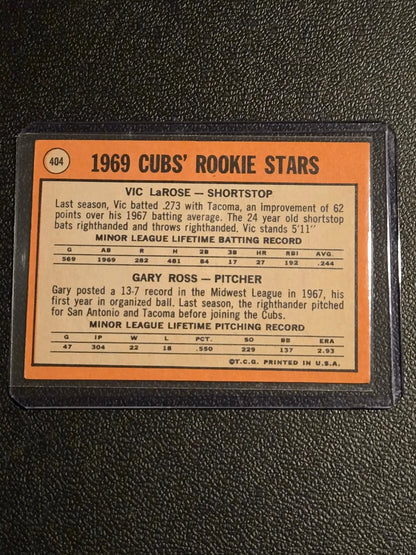 404
1969 CUBS' ROOKIE STARS
VIC LaROSE — SHORTSTOP
Last season, Vic batted .273 with Tacoma, an improvement of 62
points over his 1967 batting average. The 24 year old shortstop
bats righthanded and throws righthanded. Vic stands 5'11"
MINOR LEAGUE LIFETIME BATTING RECORD
G AB R H 2B 3B HR RBI AVG.
569 1969 282 481 84 17 27 192 .244
GARY ROSS — PITCHER
Gary posted a 13-7 record in the Midwest League in 1967, his
first year in organized ball. Last season, the righthander pitched
for San Antonio and Tacoma before joining the Cubs.
MINOR LEAGUE LIFETIME PITCHING RECORD
G IP W L PCT. SO BB ERA
47 304 22 18 .550 229 137 2.93
©T.C.G. PRINTED IN U.S.A.